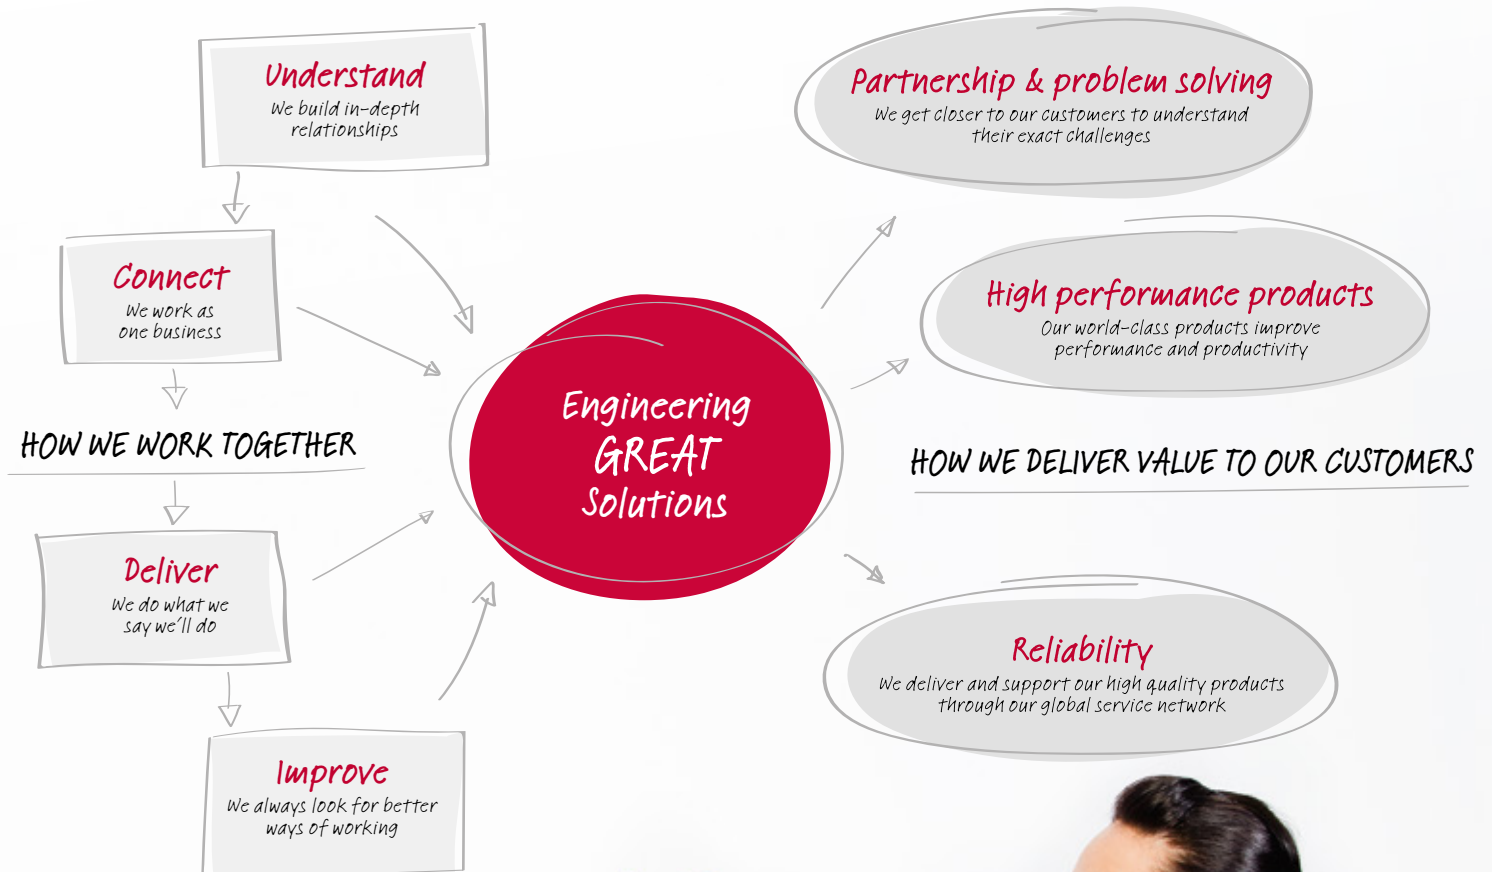 Understand
We build in-depth
relationships
Connect
We work as
one business
HOW WE WORK TOGETHER
Deliver
We do what we
say we'll do
Improve
We always look for better
ways of working
Engineering
GREAT
Solutions
Partnership & problem solving
We get closer to our customers to understand
their exact challenges
High performance products
Our world-class products improve
performance and productivity
HOW WE DELIVER VALUE TO OUR CUSTOMERS
Reliability
We deliver and support our high quality products
through our global service network